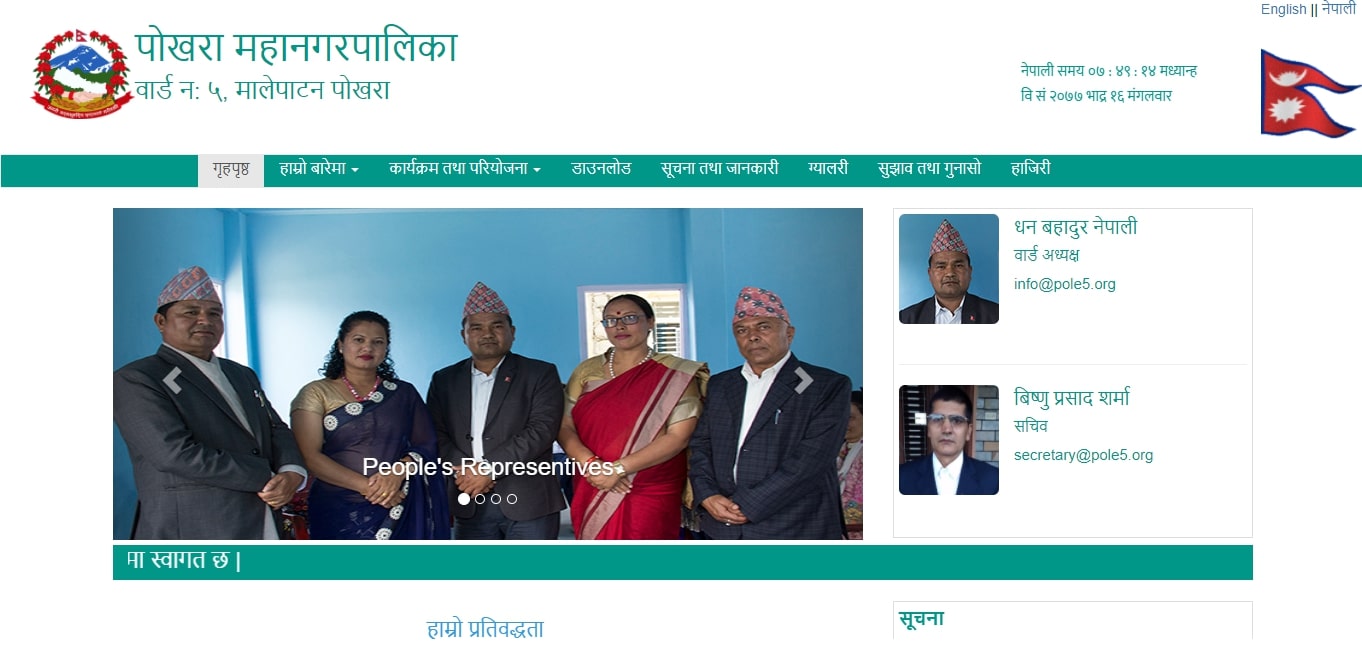 English || नेपाली
पोखरा महानगरपालिका
वार्ड न: ५, मालेपाटन पोखरा
नेपाली समय ०७ : ४९ : १४ मध्यान्ह
वि सं २०७७ भाद्र १६ मंगलवार
गृहपृष्ठ हाम्रो बारेमा कार्यक्रम तथा परियोजना डाउनलोड सूचना तथा जानकारी ग्यालरी सुझाव तथा गुनासो हाजिरी
People's Representives
धन बहादुर नेपाली
वार्ड अध्यक्ष
info@pole5.org
बिष्णु प्रसाद शर्मा
सचिव
secretary@pole5.org
मा स्वागत छ |
हाम्रो प्रतिवद्धता
सूचना